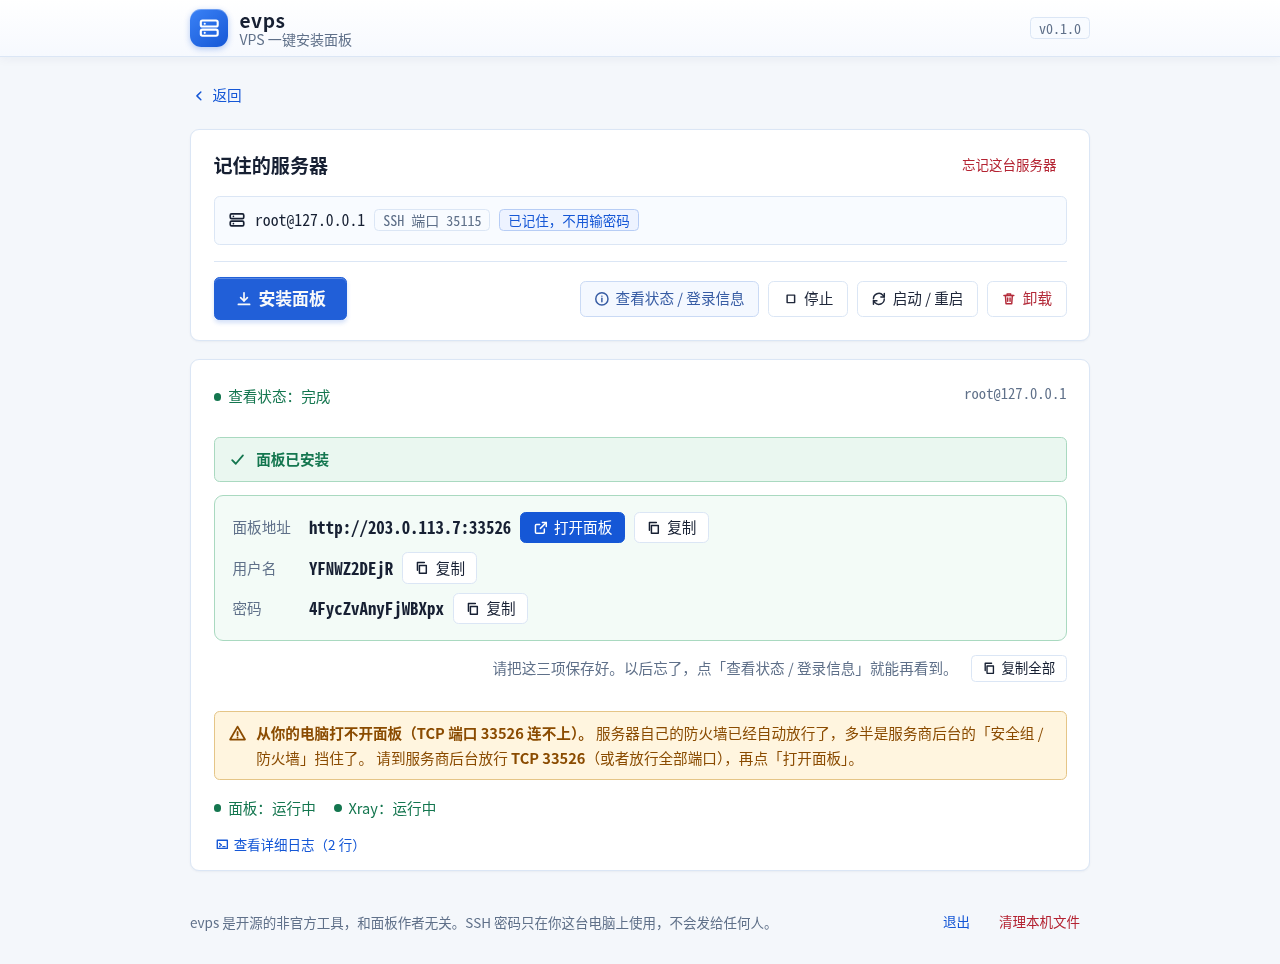 evps
VPS 一键安装面板
v0.1.0
返回
记住的服务器
忘记这台服务器
root@127.0.0.1 SSH 端口 35115 已记住，不用输密码
安装面板 查看状态 / 登录信息 停止 启动 / 重启 卸载
查看状态：完成
root@127.0.0.1
面板已安装
面板地址 http://203.0.113.7:33526 打开面板 复制
用户名 YFNWZ2DEjR 复制
密码 4FycZvAnyFjWBXpx 复制
请把这三项保存好。以后忘了，点「查看状态 / 登录信息」就能再看到。 复制全部
从你的电脑打不开面板（TCP 端口 33526 连不上）。 服务器自己的防火墙已经自动放行了，多半是服务商后台的「安全组 /
防火墙」挡住了。 请到服务商后台放行 TCP 33526（或者放行全部端口），再点「打开面板」。
面板：运行中 Xray：运行中
查看详细日志（2 行）
evps 是开源的非官方工具，和面板作者无关。SSH 密码只在你这台电脑上使用，不会发给任何人。
退出 清理本机文件